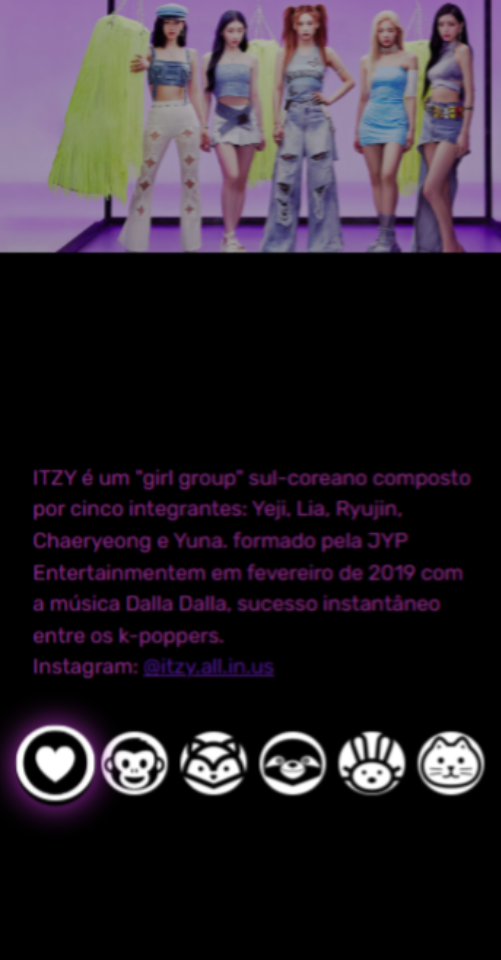 ITZY é um "girl group" sul-coreano composto
por cinco integrantes: Yeji, Lia, Ryujin,
Chaeryeong e Yuna. formado pela JYP
Entertainmentem em fevereiro de 2019 com
a música Dalla Dalla, sucesso instantâneo
entre os k-poppers.
Instagram: @itzy.all.in.us